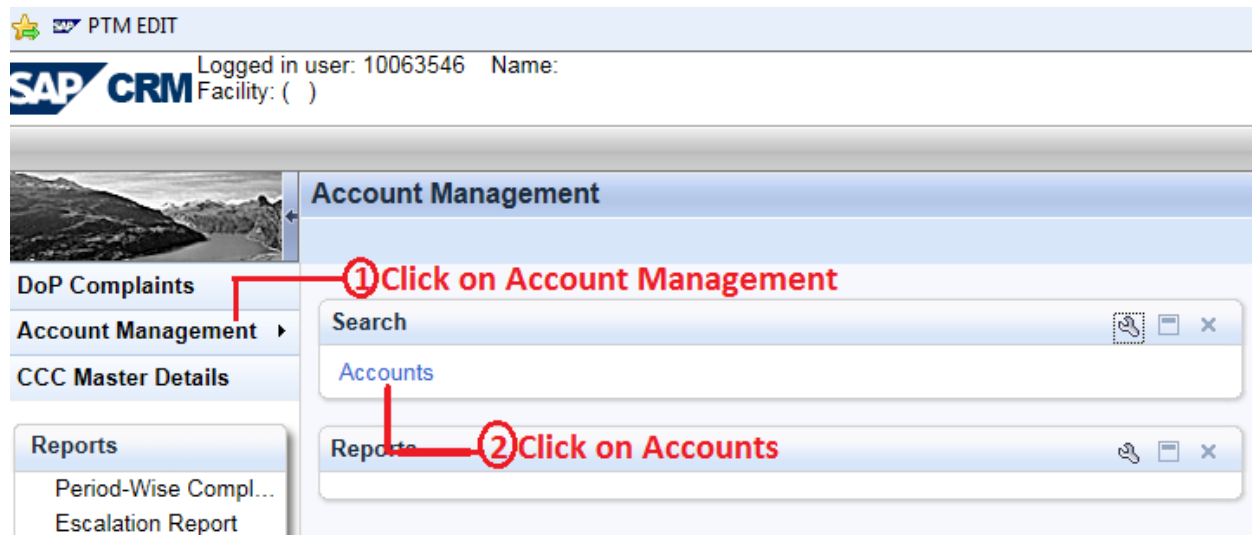 PTM EDIT
SAP CRM Logged in user: 10063546 Name:
Facility: ( )
Account Management
DoP Complaints
① Click on Account Management
Account Management
Search
CCC Master Details
Accounts
Reports
Reports
② Click on Accounts
Period-Wise Compl...
Escalation Report